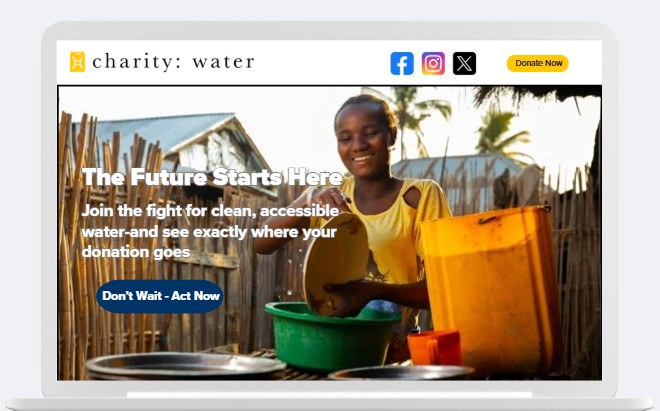 charity: water
Donate Now
The Future Starts Here
Join the fight for clean, accessible
water-and see exactly where your
donation goes
Don't Wait - Act Now